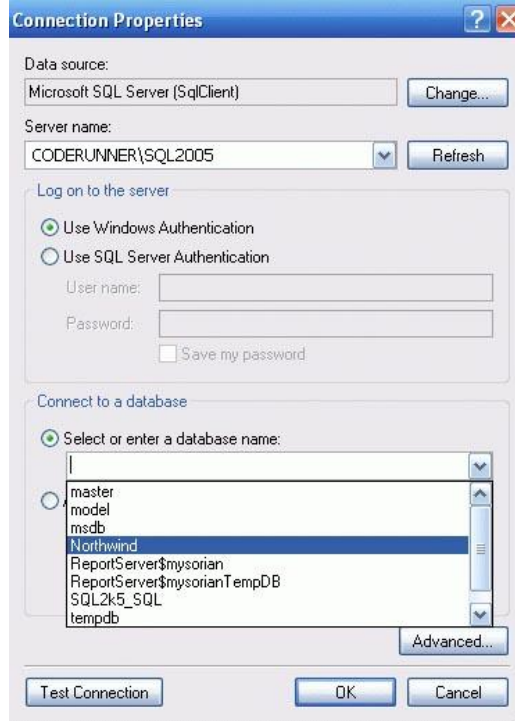 Connection Properties
Data source:
Microsoft SQL Server (SqlClient)
Change...
Server name:
CODERUNNER\SQL2005
Refresh
Log on to the server
Use Windows Authentication
Use SQL Server Authentication
User name:
Password:
Save my password
Connect to a database
Select or enter a database name:
master
model
msdb
Northwind
ReportServer$mysorian
ReportServer$mysorianTempDB
SQL2k5_SQL
tempdb
Advanced...
Test Connection
OK
Cancel